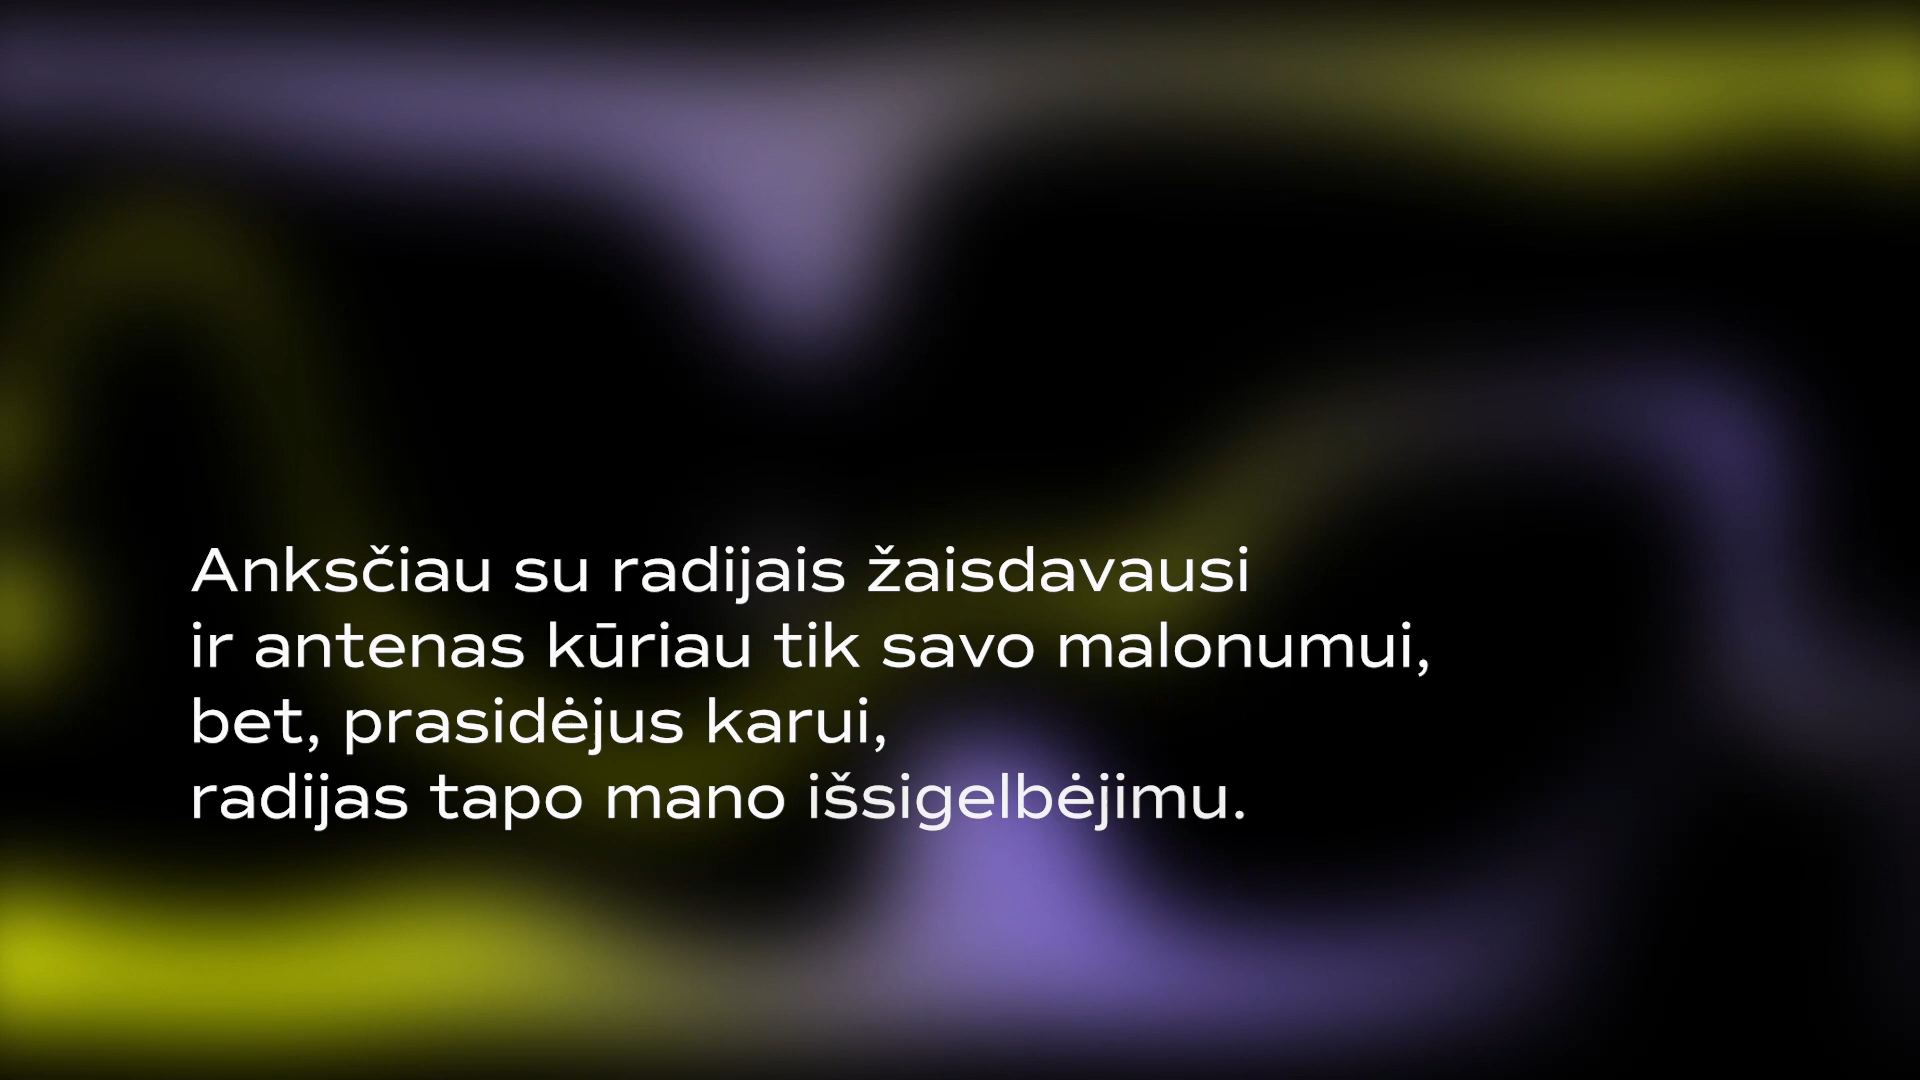 Anksčiau su radijais žaisdavausi
ir antenas kūriau tik savo malonumui,
bet, prasidėjus karui,
radijas tapo mano išsigelbėjimu.